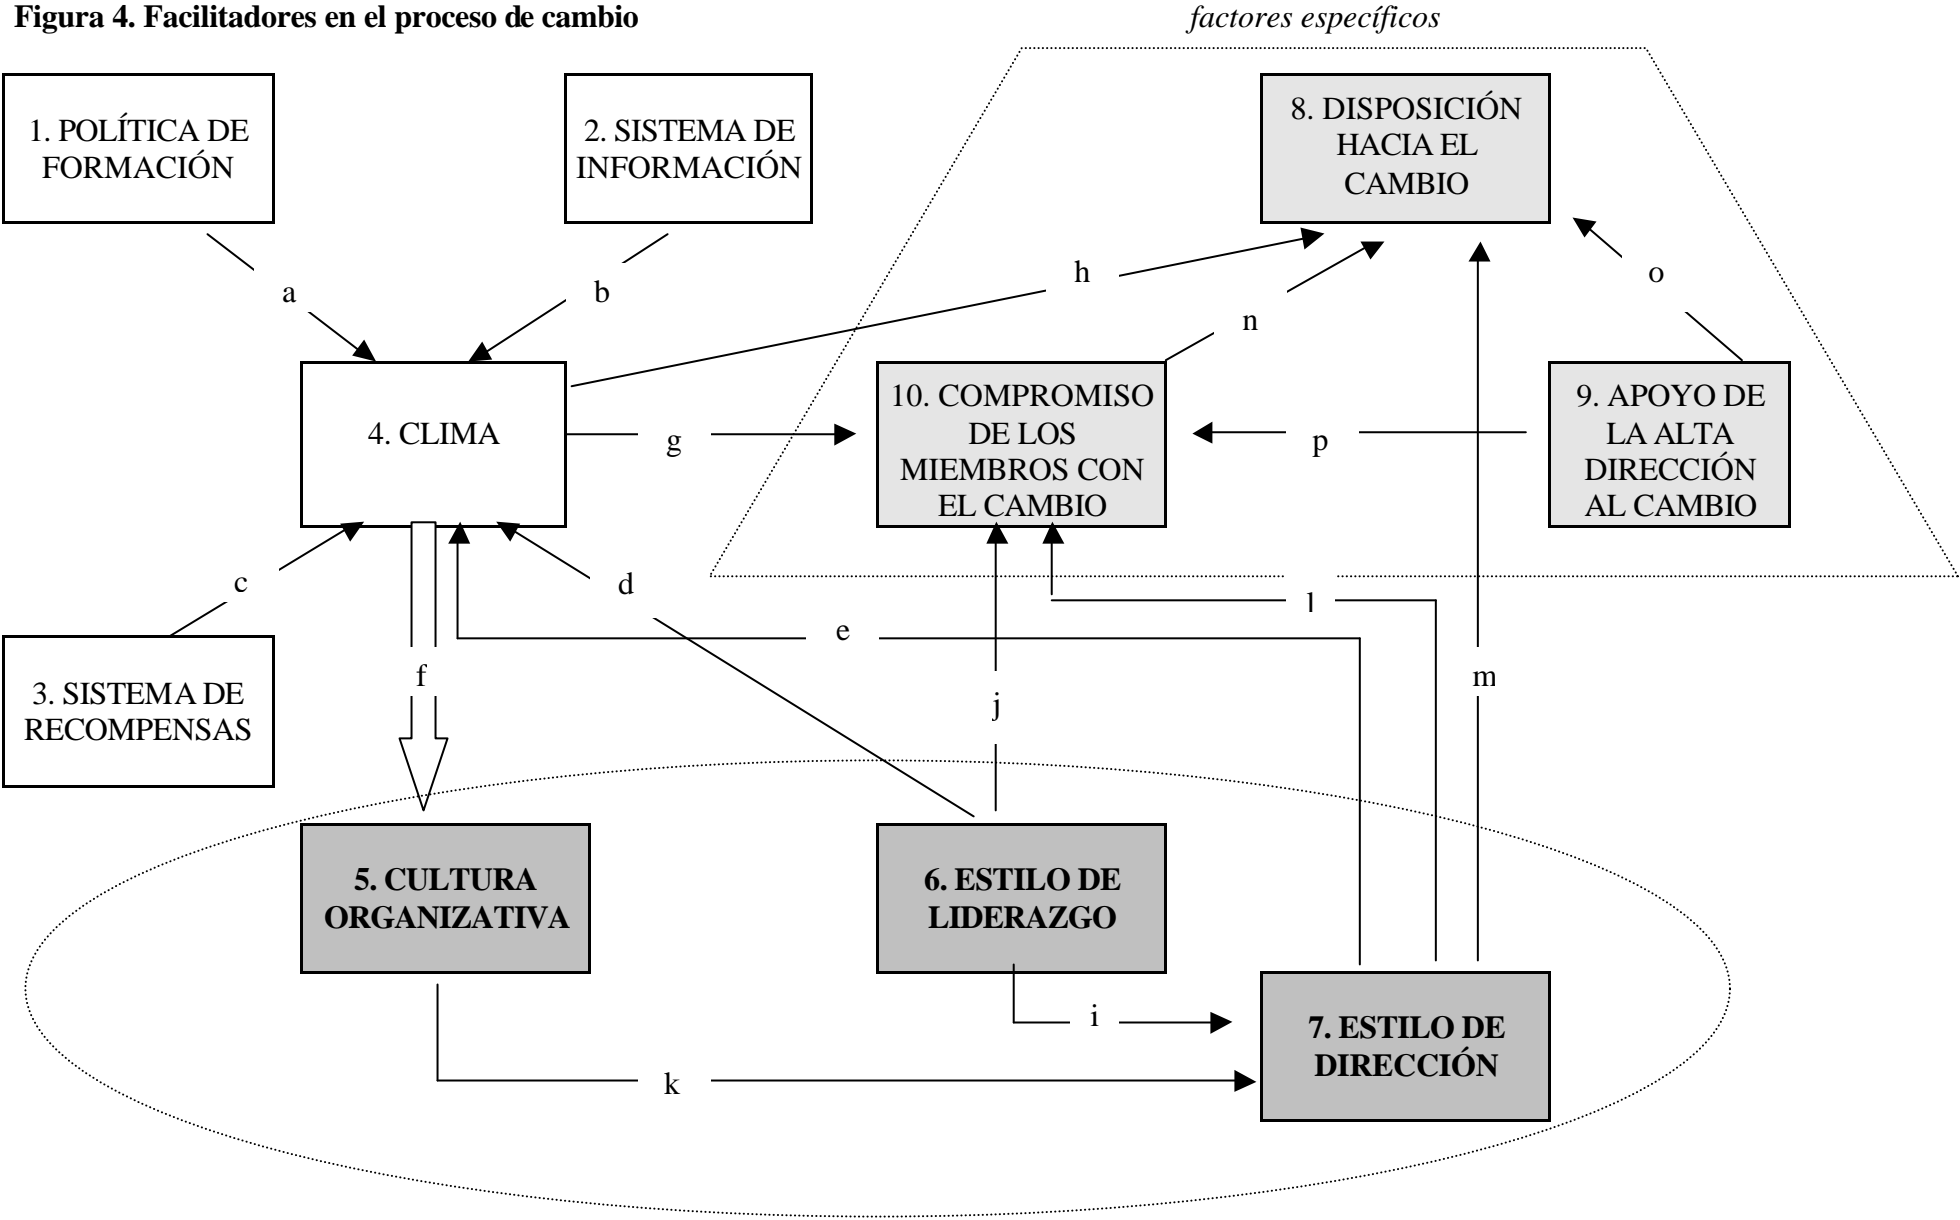 Figura 4. Facilitadores en el proceso de cambio
factores específicos
1. POLÍTICA DE
FORMACIÓN
2. SISTEMA DE
INFORMACIÓN
8. DISPOSICIÓN
HACIA EL
CAMBIO
a
b
h
o
n
4. CLIMA
g
10. COMPROMISO
DE LOS
MIEMBROS CON
EL CAMBIO
p
9. APOYO DE
LA ALTA
DIRECCIÓN
AL CAMBIO
c
d
l
e
3. SISTEMA DE
RECOMPENSAS
f
j
m
5. CULTURA
ORGANIZATIVA
6. ESTILO DE
LIDERAZGO
i
7. ESTILO DE
DIRECCIÓN
k